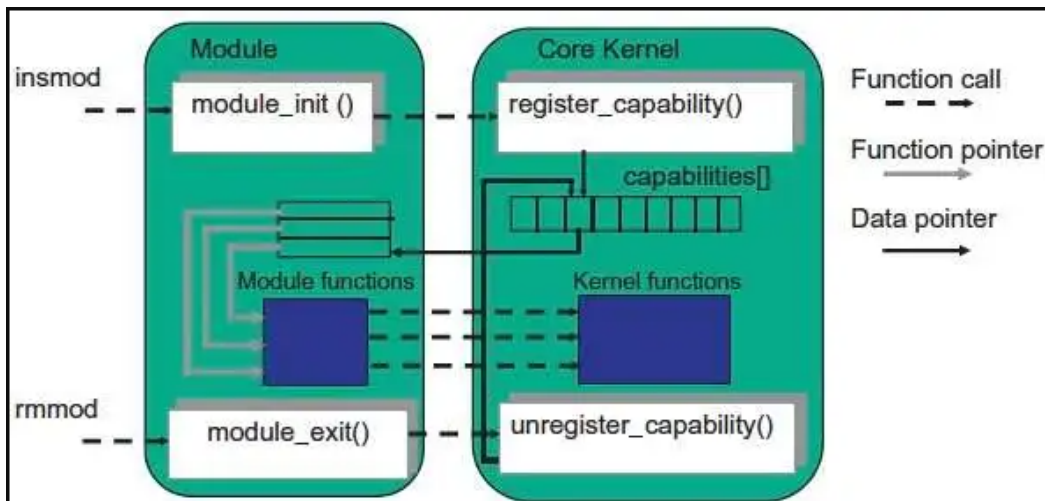 Module
Core Kernel
insmod
module_init ()
register_capability()
Function call
Function pointer
capabilities[]
Data pointer
Module functions
Kernel functions
rmmod
module_exit()
unregister_capability()